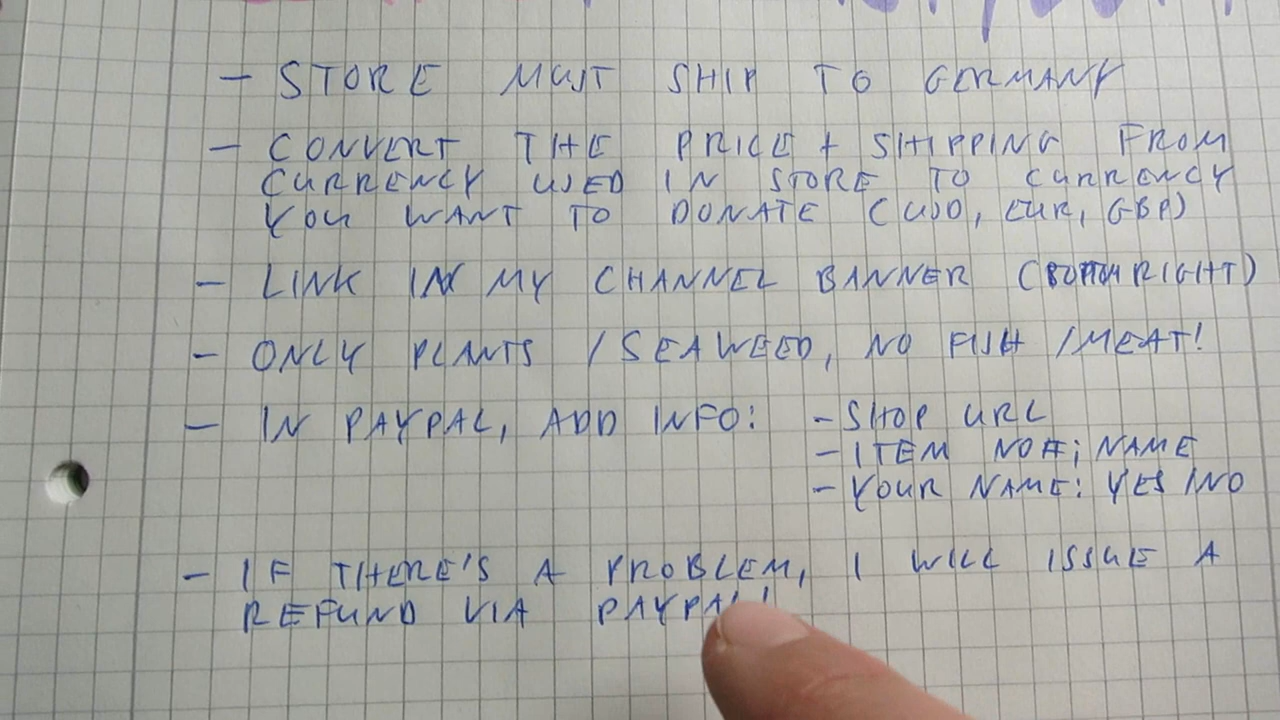 - STORE MUST SHIP TO GERMANY
- CONVERT THE PRICE + SHIPPING FROM
CURRENCY USED IN STORE TO CURRENCY
YOU WANT TO DONATE (USD, EUR, GBP)
- LINK IN MY CHANNEL BANNER (BOTTOM RIGHT)
- ONLY PLANTS / SEAWEED, NO FISH / MEAT!
- IN PAYPAL, ADD INFO: - SHOP URL
- ITEM NO#; NAME
- YOUR NAME: YES / NO
- IF THERE'S A PROBLEM, I WILL ISSUE A
REFUND VIA PAYPAL!